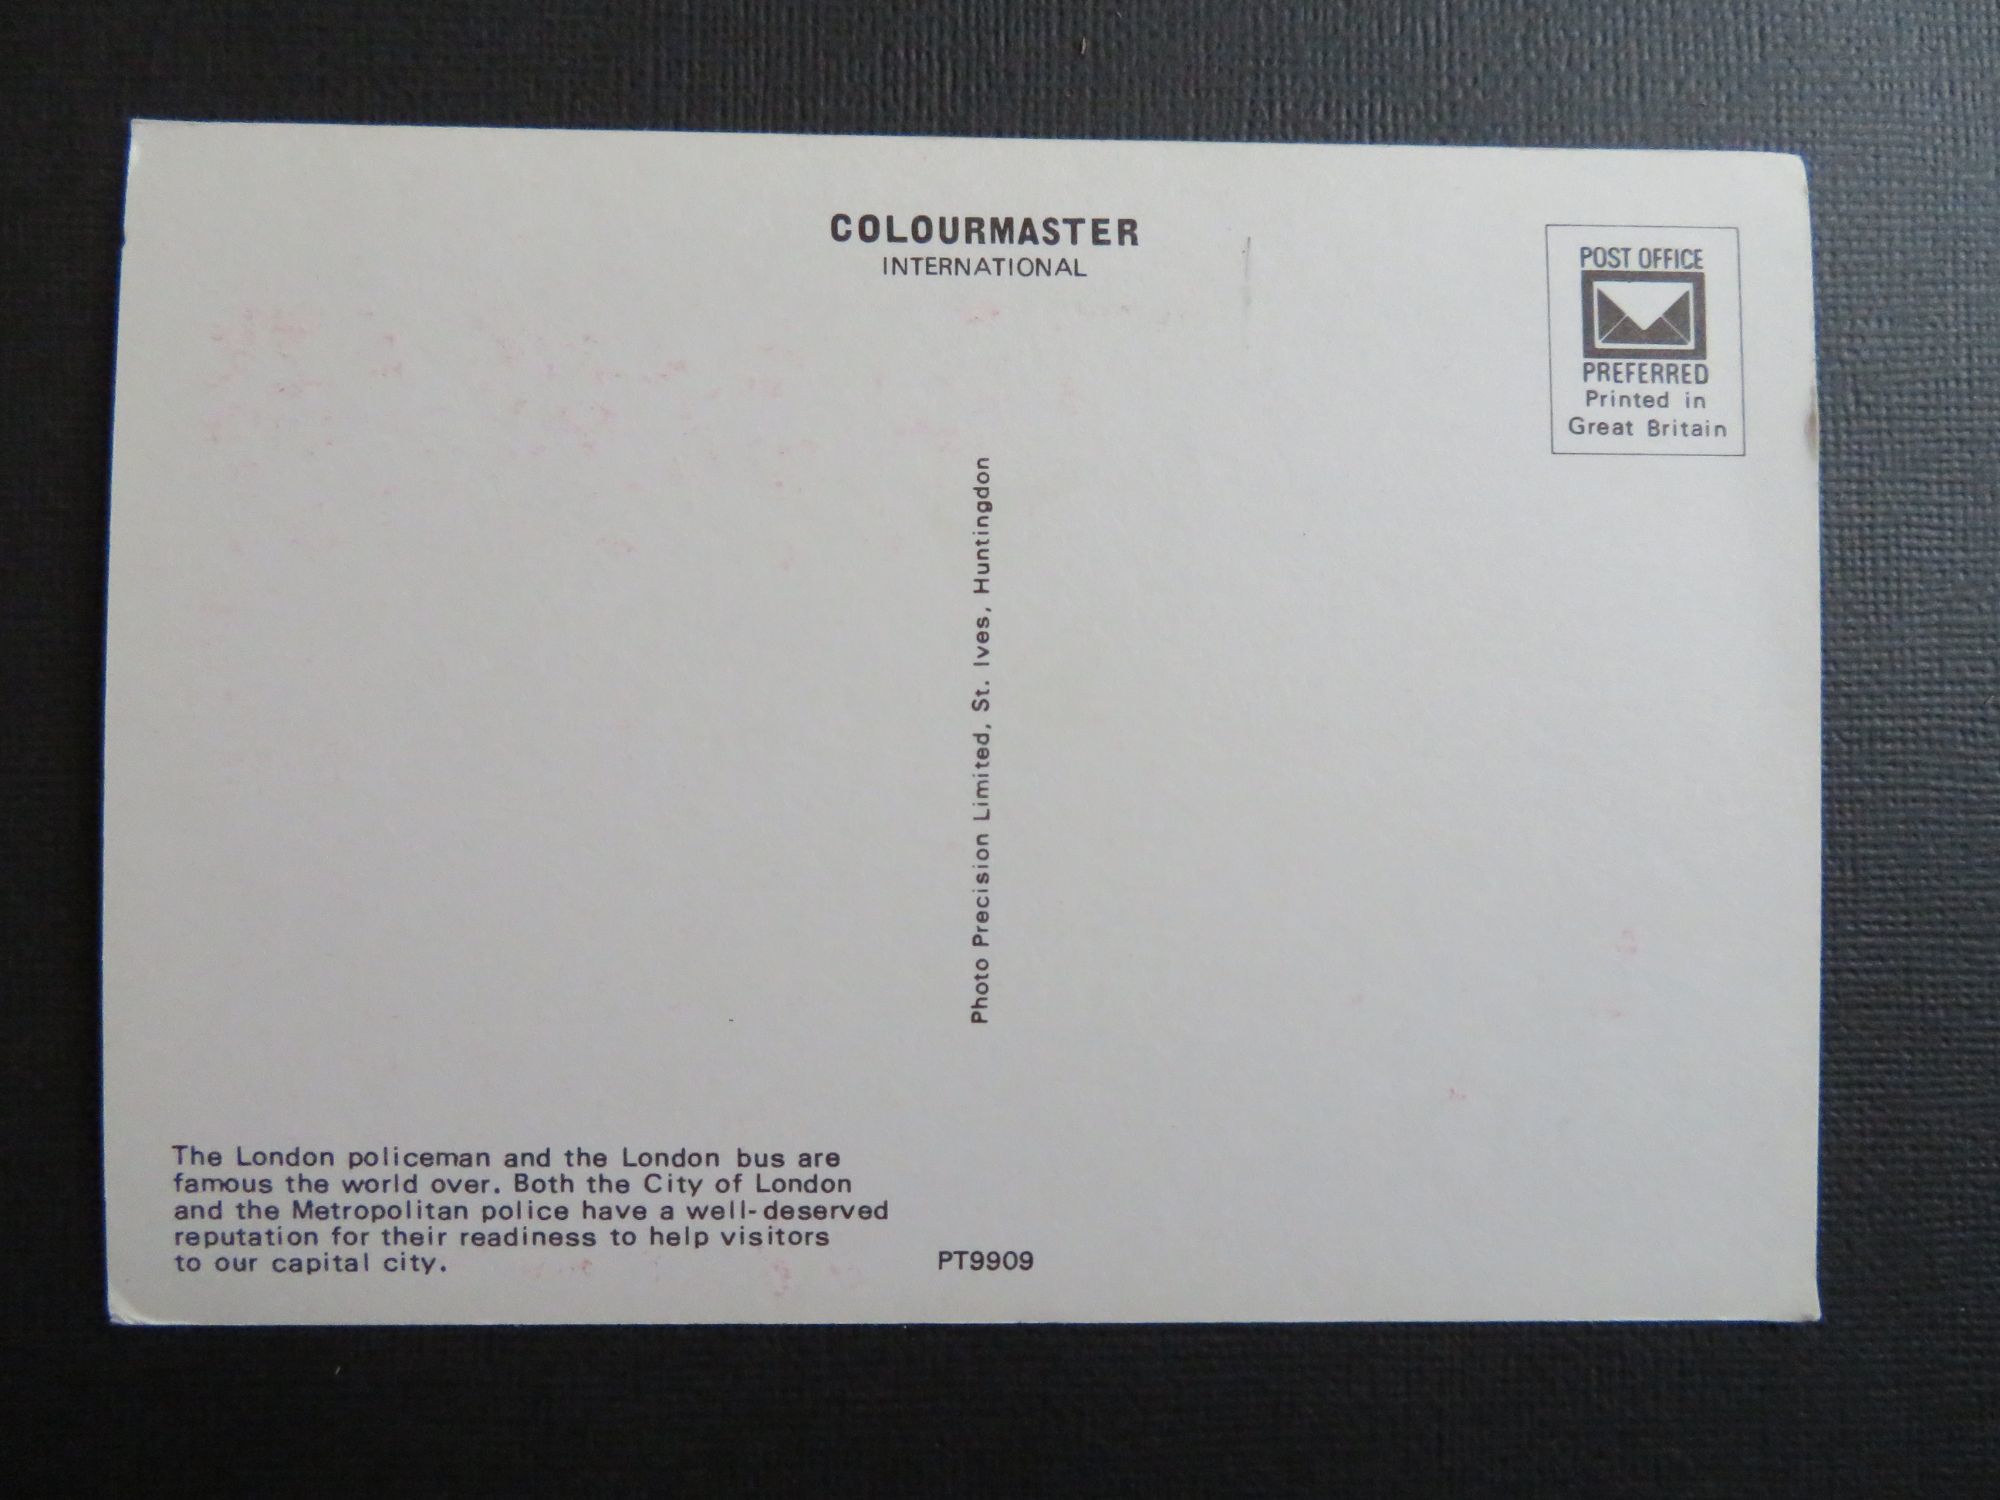 COLOURMASTER
INTERNATIONAL
POST OFFICE
PREFERRED
Printed in
Great Britain
Photo Precision Limited, St. Ives, Huntingdon
The London policeman and the London bus are
famous the world over. Both the City of London
and the Metropolitan police have a well-deserved
reputation for their readiness to help visitors
to our capital city.
PT9909